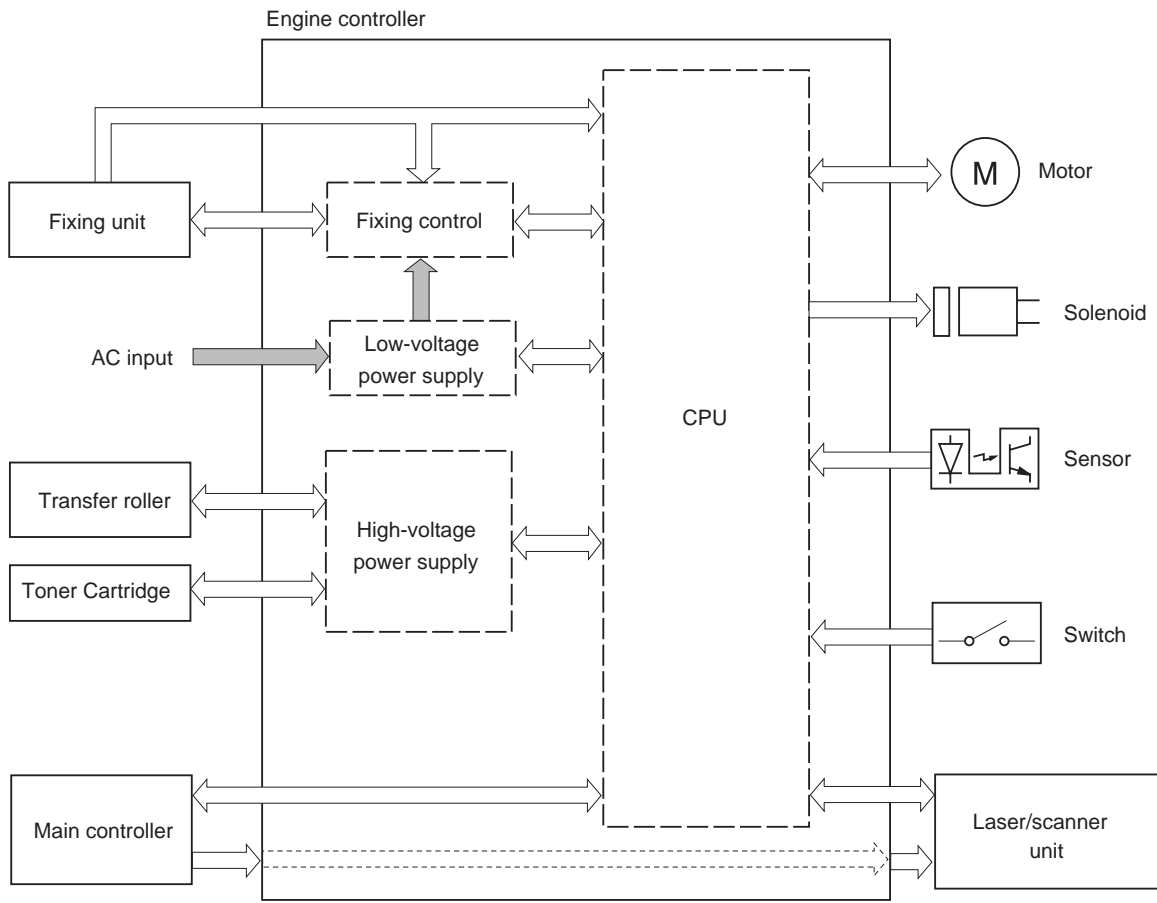 Engine controller
Fixing unit
Fixing control
Motor
M
Solenoid
AC input
Low-voltage
power supply
CPU
Sensor
Transfer roller
High-voltage
power supply
Toner Cartridge
Switch
Main controller
Laser/scanner
unit